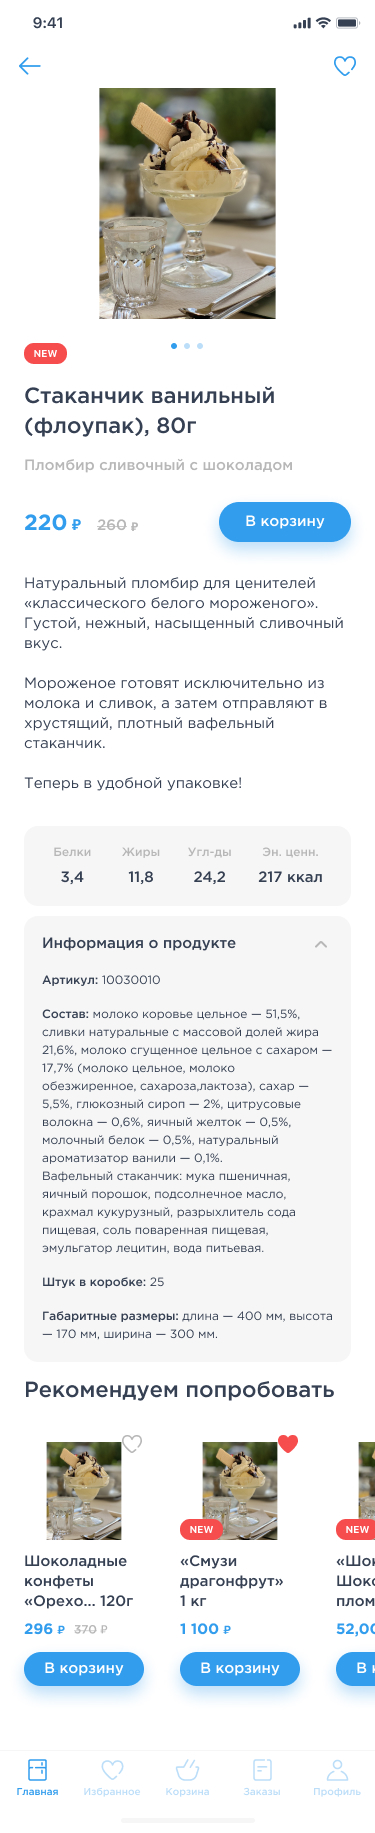 9:41
NEW
Стаканчик ванильный
(флоупак), 80г
Пломбир сливочный с шоколадом
220 ₽ 260 ₽
В корзину
Натуральный пломбир для ценителей
«классического белого мороженого».
Густой, нежный, насыщенный сливочный
вкус.
Мороженое готовят исключительно из
молока и сливок, а затем отправляют в
хрустящий, плотный вафельный
стаканчик.
Теперь в удобной упаковке!
Белки Жиры Угл-ды Эн. ценн.
3,4 11,8 24,2 217 ккал
Информация о продукте
Артикул: 10030010
Состав: молоко коровье цельное — 51,5%,
сливки натуральные с массовой долей жира
21,6%, молоко сгущенное цельное с сахаром —
17,7% (молоко цельное, молоко
обезжиренное, сахароза,лактоза), сахар —
5,5%, глюкозный сироп — 2%, цитрусовые
волокна — 0,6%, яичный желток — 0,5%,
молочный белок — 0,5%, натуральный
ароматизатор ванили — 0,1%.
Вафельный стаканчик: мука пшеничная,
яичный порошок, подсолнечное масло,
крахмал кукурузный, разрыхлитель сода
пищевая, соль поваренная пищевая,
эмульгатор лецитин, вода питьевая.
Штук в коробке: 25
Габаритные размеры: длина — 400 мм, высота
— 170 мм, ширина — 300 мм.
Рекомендуем попробовать
Шоколадные
конфеты
«Орехо... 120г
296 ₽ 370 ₽
В корзину
NEW
«Смузи
драгонфрут»
1 кг
1 100 ₽
В корзину
NEW
«Шок
Шоко
плом
52,00
В к
Главная Избранное Корзина Заказы Профиль